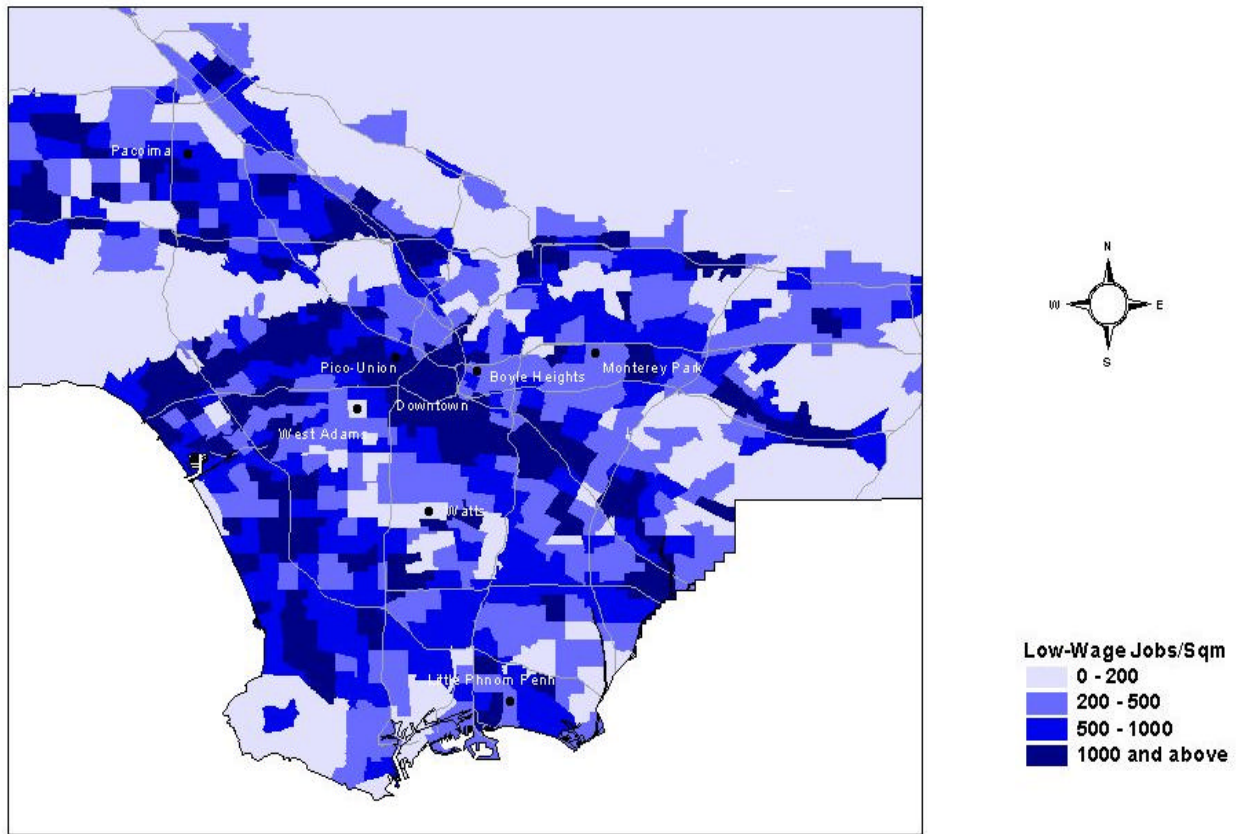 Pacoima
N
W E
S
Pico-Union
Boyle Heights
Monterey Park
Downtown
West Adams
Watts
Little Phnom Penh
Low-Wage Jobs/Sqm
0 - 200
200 - 500
500 - 1000
1000 and above